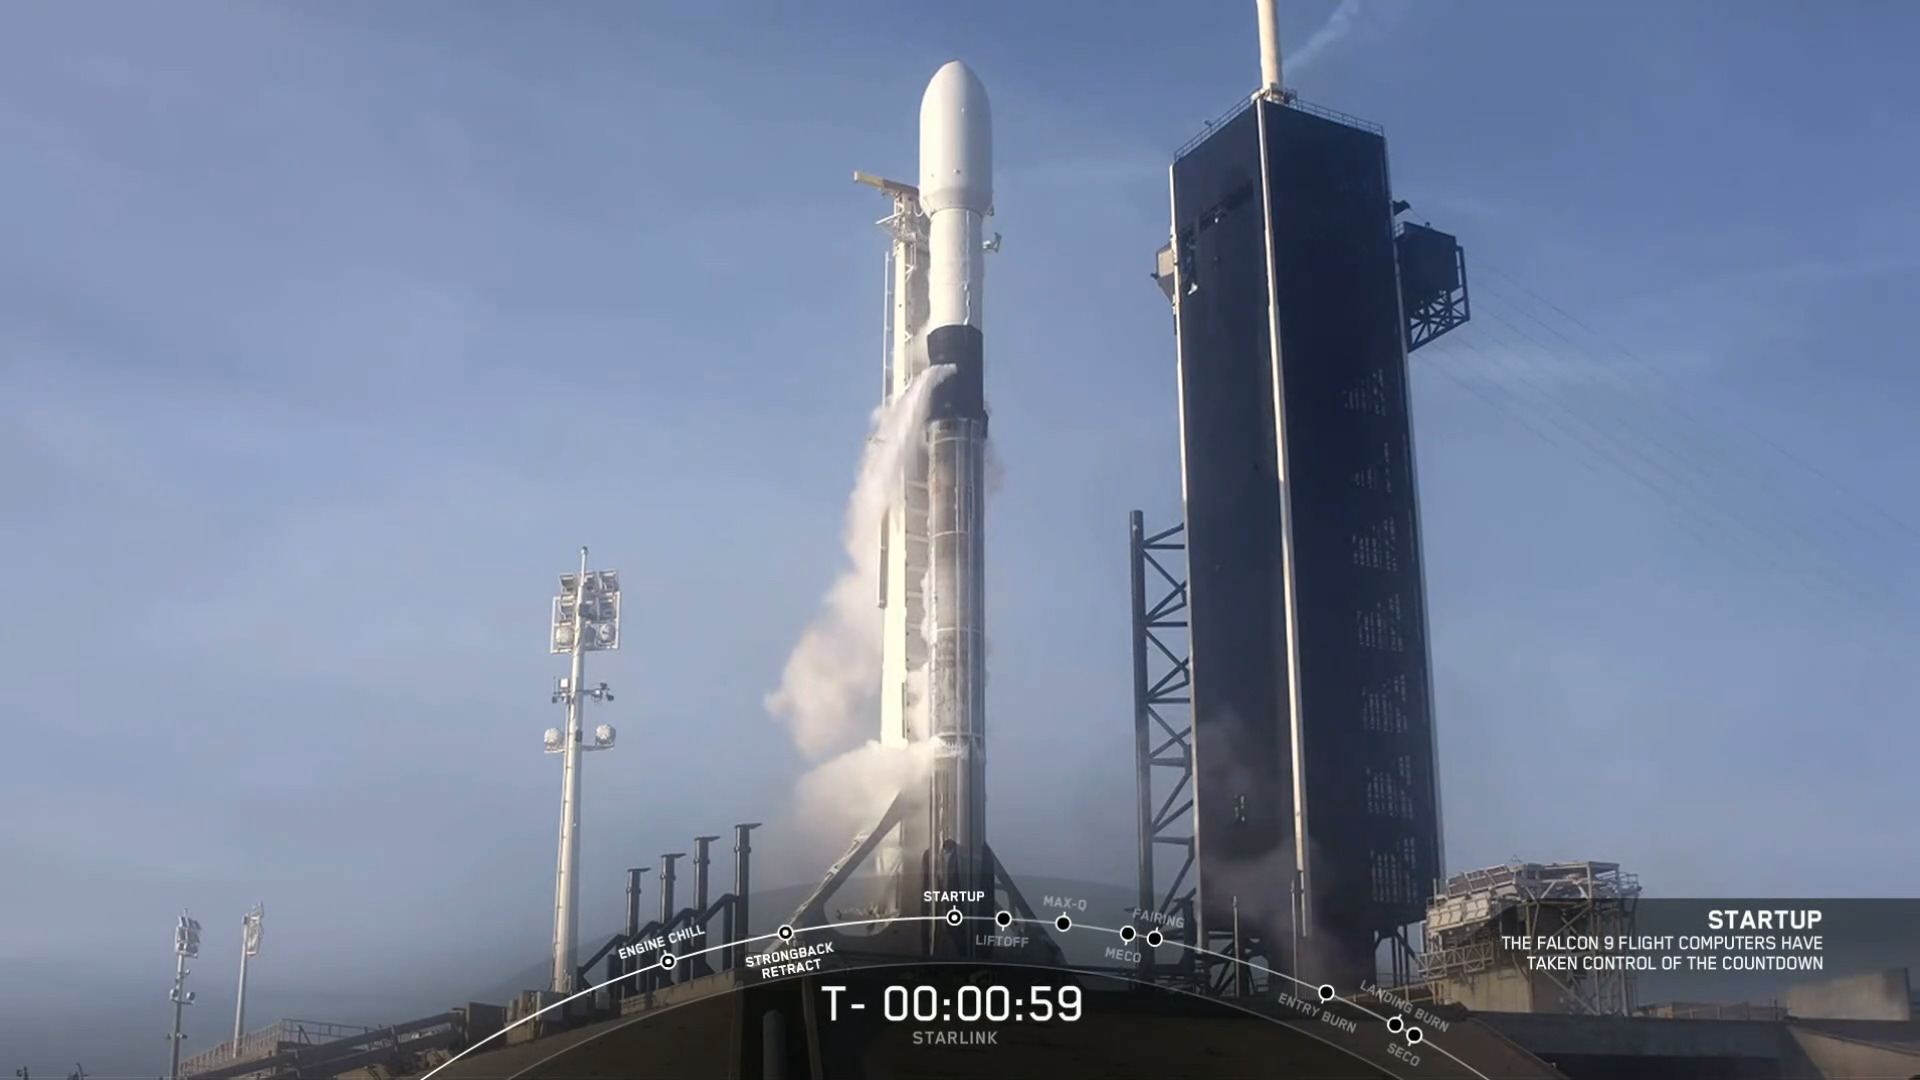 ENGINE CHILL
STRONGBACK
RETRACT
STARTUP
LIFTOFF
MAX-Q
MECO
FAIRING
ENTRY BURN
LANDING BURN
SECO
T- 00:00:59
STARLINK
STARTUP
THE FALCON 9 FLIGHT COMPUTERS HAVE
TAKEN CONTROL OF THE COUNTDOWN